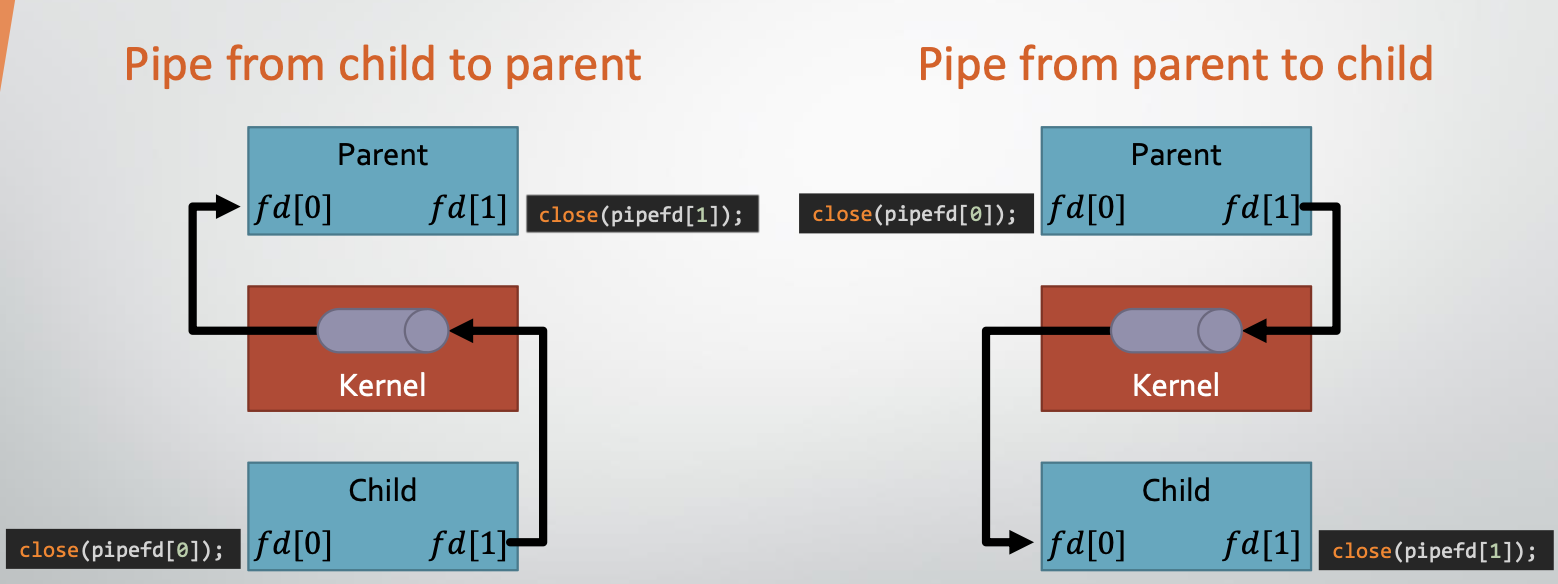 Pipe from child to parent
Parent
fd[0] fd[1]
close(pipefd[1]);
Kernel
Child
close(pipefd[0]);
fd[0] fd[1]
Pipe from parent to child
Parent
close(pipefd[0]);
fd[0] fd[1]
Kernel
Child
fd[0] fd[1]
close(pipefd[1]);